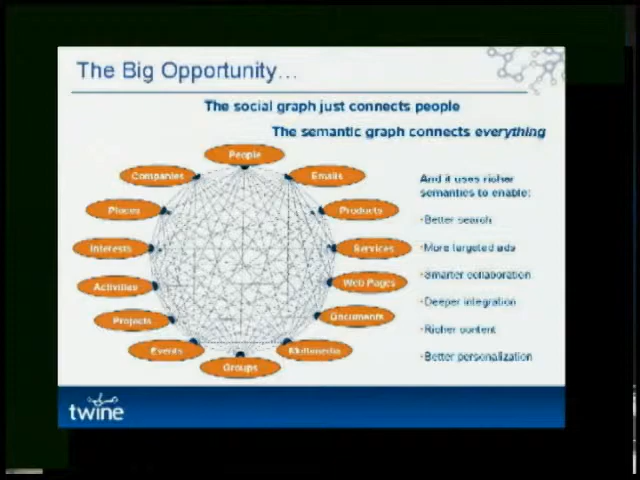 The Big Opportunity...
The social graph just connects people
The semantic graph connects everything
People
Companies
Emails
Places
Products
Interests
Services
Activities
Web Pages
Projects
Documents
Events
Multimedia
Groups
And it uses richer
semantics to enable:
•Better search
•More targeted ads
•Smarter collaboration
•Deeper integration
•Richer content
•Better personalization
twine